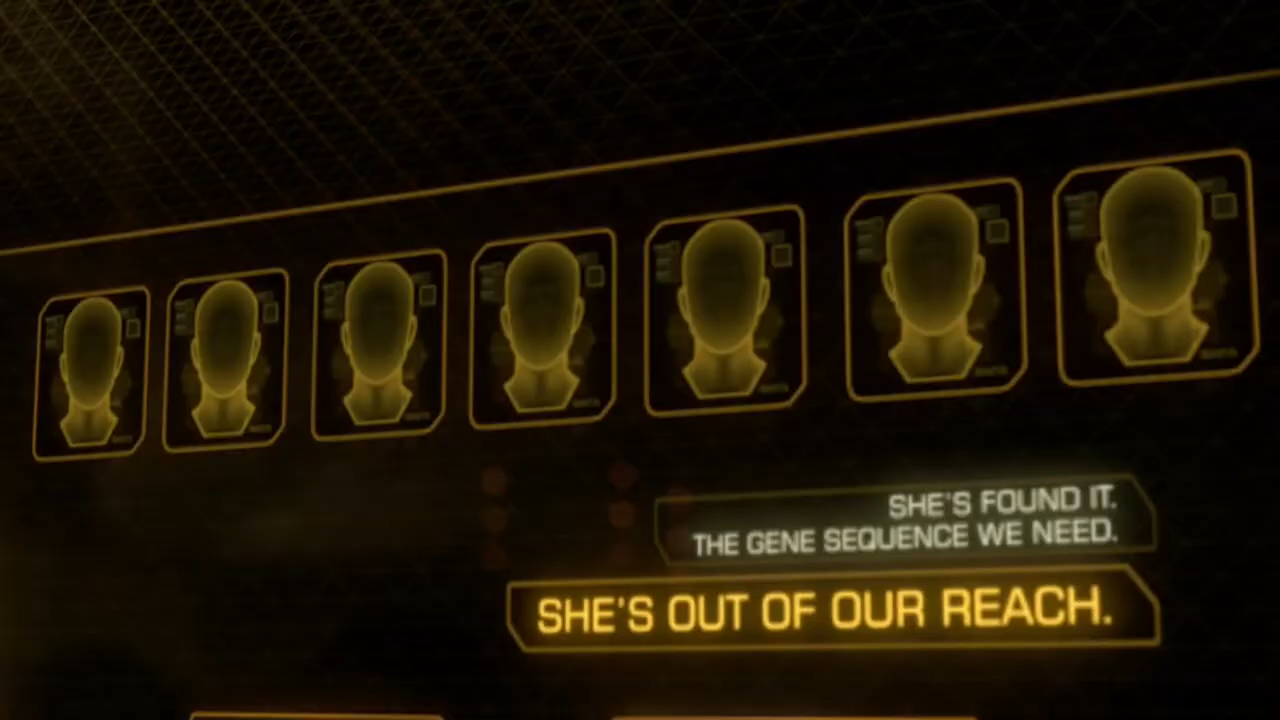 SHE'S FOUND IT.
THE GENE SEQUENCE WE NEED.
SHE'S OUT OF OUR REACH.